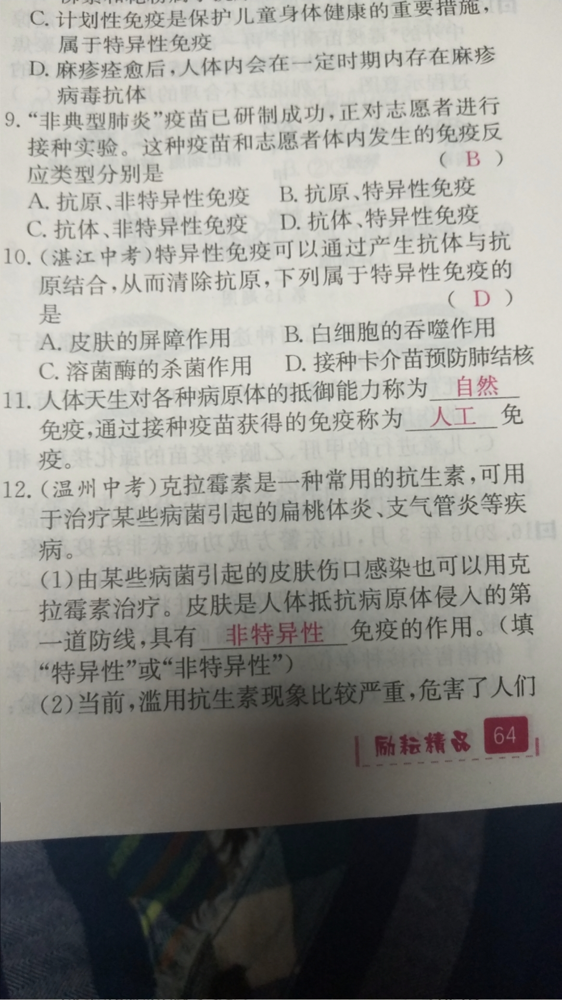 C. 计划性免疫是保护儿童身体健康的重要措施，
属于特异性免疫
D. 麻疹痊愈后，人体内会在一定时期内存在麻疹
病毒抗体
9. “非典型肺炎”疫苗已研制成功，正对志愿者进行
接种实验。这种疫苗和志愿者体内发生的免疫反
应类型分别是 （ B ）
A. 抗原、非特异性免疫 B. 抗原、特异性免疫
C. 抗体、非特异性免疫 D. 抗体、特异性免疫
10. (湛江中考)特异性免疫可以通过产生抗体与抗
原结合，从而清除抗原，下列属于特异性免疫的
是 （ D ）
A. 皮肤的屏障作用 B. 白细胞的吞噬作用
C. 溶菌酶的杀菌作用 D. 接种卡介苗预防肺结核
11. 人体天生对各种病原体的抵御能力称为 自然
免疫，通过接种疫苗获得的免疫称为 人工 免
疫。
12. (温州中考)克拉霉素是一种常用的抗生素，可用
于治疗某些病菌引起的扁桃体炎、支气管炎等疾
病。
(1)由某些病菌引起的皮肤伤口感染也可以用克
拉霉素治疗。皮肤是人体抵抗病原体侵入的第
一道防线，具有 非特异性 免疫的作用。(填
“特异性”或“非特异性”)
(2)当前，滥用抗生素现象比较严重，危害了人们
励耘精品 64